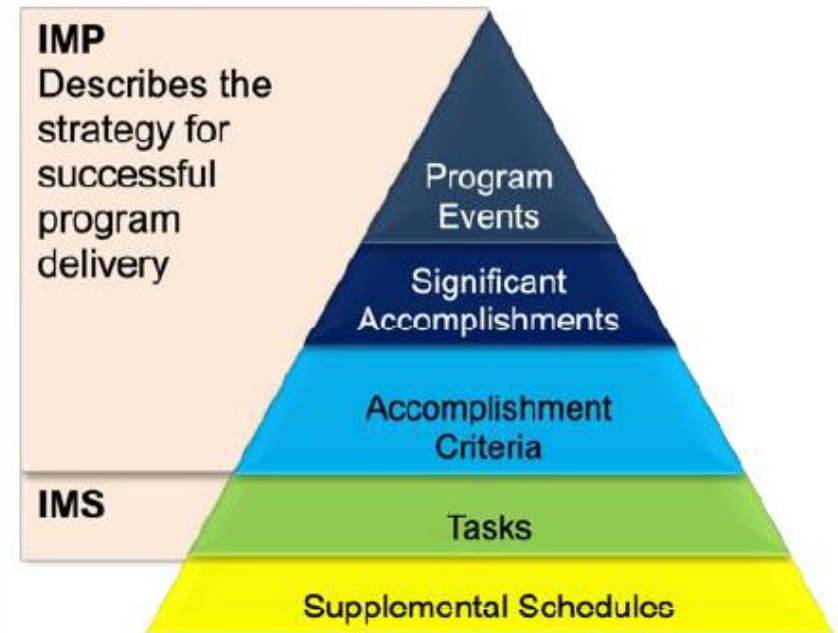 IMP
Describes the
strategy for
successful
program
delivery
Program
Events
Significant
Accomplishments
Accomplishment
Criteria
IMS
Tasks
Supplemental Schedules